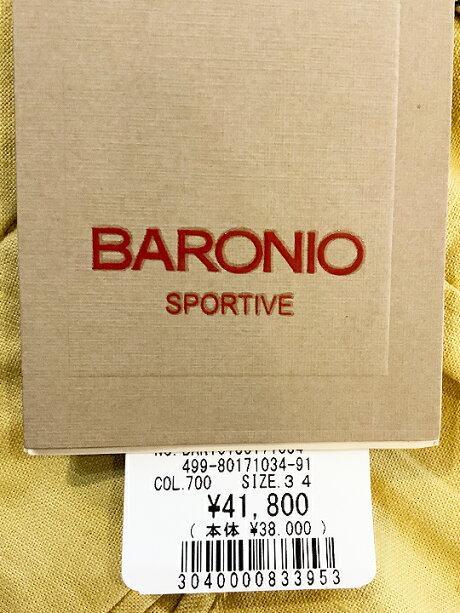 BARONIO
SPORTIVE
499-80171034-91
COL.700 SIZE.34
¥41,800
( 本体 ¥38.000 )
3040000833953